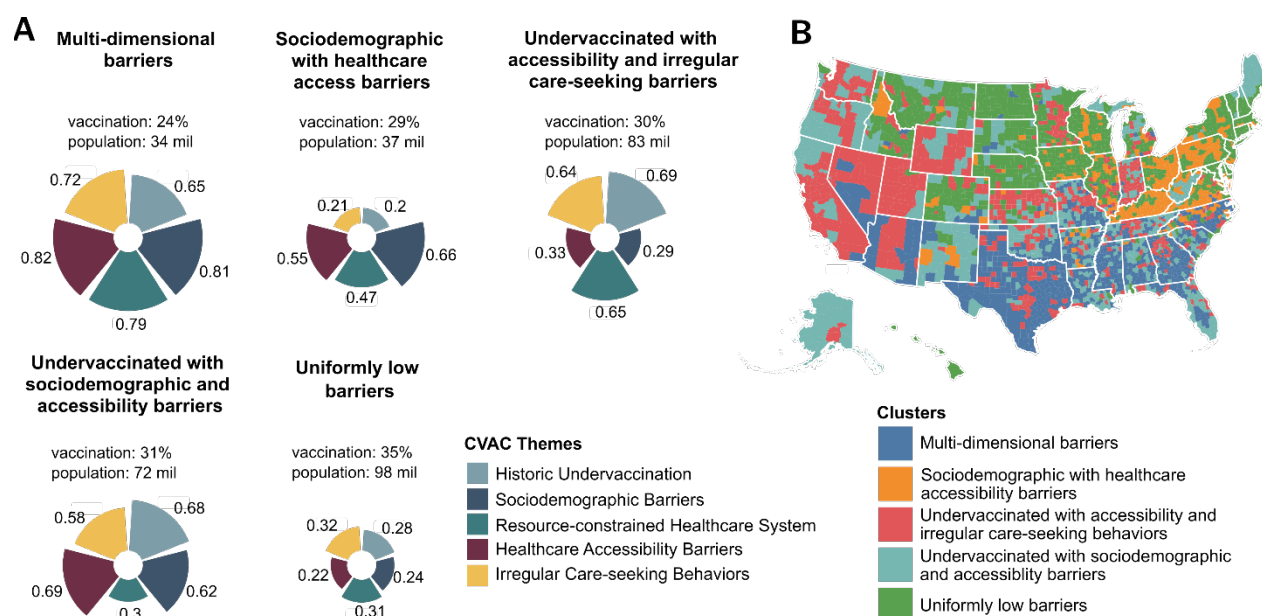 A
Multi-dimensional
barriers
vaccination: 24%
population: 34 mil
0.72
0.65
0.82
0.81
0.79
Sociodemographic
with healthcare
access barriers
vaccination: 29%
population: 37 mil
0.21
0.2
0.55
0.66
0.47
Undervaccinated with
accessibility and irregular
care-seeking barriers
vaccination: 30%
population: 83 mil
0.64
0.69
0.33
0.29
0.65
Undervaccinated with
sociodemographic and
accessibility barriers
vaccination: 31%
population: 72 mil
0.58
0.68
0.69
0.62
0.3
Uniformly low
barriers
vaccination: 35%
population: 98 mil
0.32
0.28
0.22
0.24
0.31
CVAC Themes
Historic Undervaccination
Sociodemographic Barriers
Resource-constrained Healthcare System
Healthcare Accessibility Barriers
Irregular Care-seeking Behaviors
B
Clusters
Multi-dimensional barriers
Sociodemographic with healthcare
accessibility barriers
Undervaccinated with accessibility and
irregular care-seeking behaviors
Undervaccinated with sociodemographic
and accessiblity barriers
Uniformly low barriers